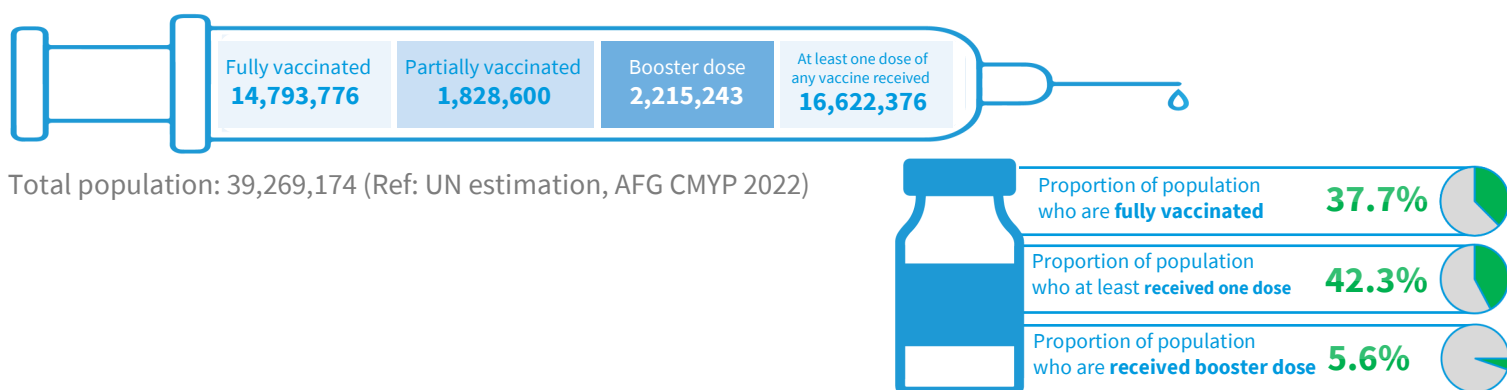 Fully vaccinated
14,793,776
Partially vaccinated
1,828,600
Booster dose
2,215,243
At least one dose of
any vaccine received
16,622,376
Total population: 39,269,174 (Ref: UN estimation, AFG CMYP 2022)
Proportion of population
who are fully vaccinated
37.7%
Proportion of population
who at least received one dose
42.3%
Proportion of population
who are received booster dose
5.6%